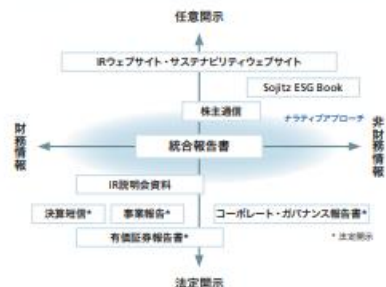 任意開示
IRウェブサイト・サステナビリティウェブサイト
Sojitz ESG Book
株主通信
ナラティブアプローチ
財務情報
統合報告書
非財務情報
IR説明会資料
決算短信*
事業報告*
コーポレート・ガバナンス報告書*
有価証券報告書*
* 法定開示
法定開示